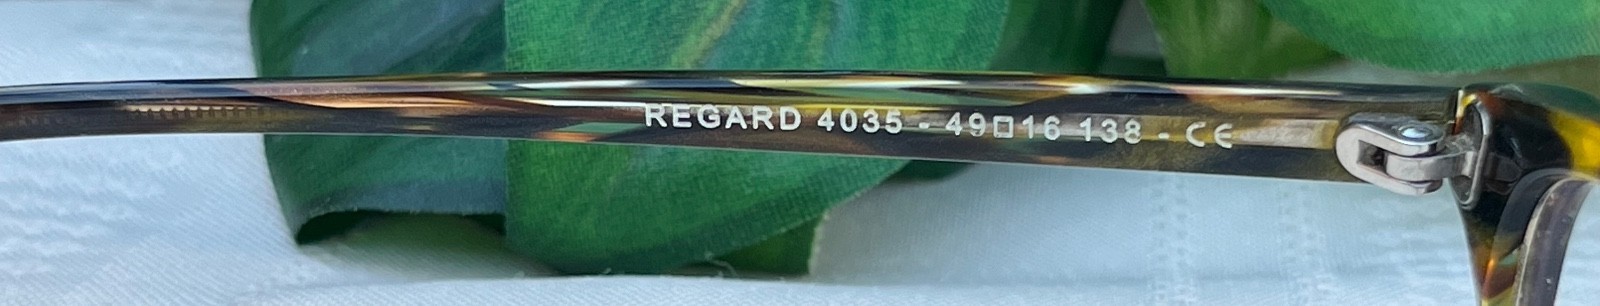 REGARD 4035 - 49□16 138 - CE